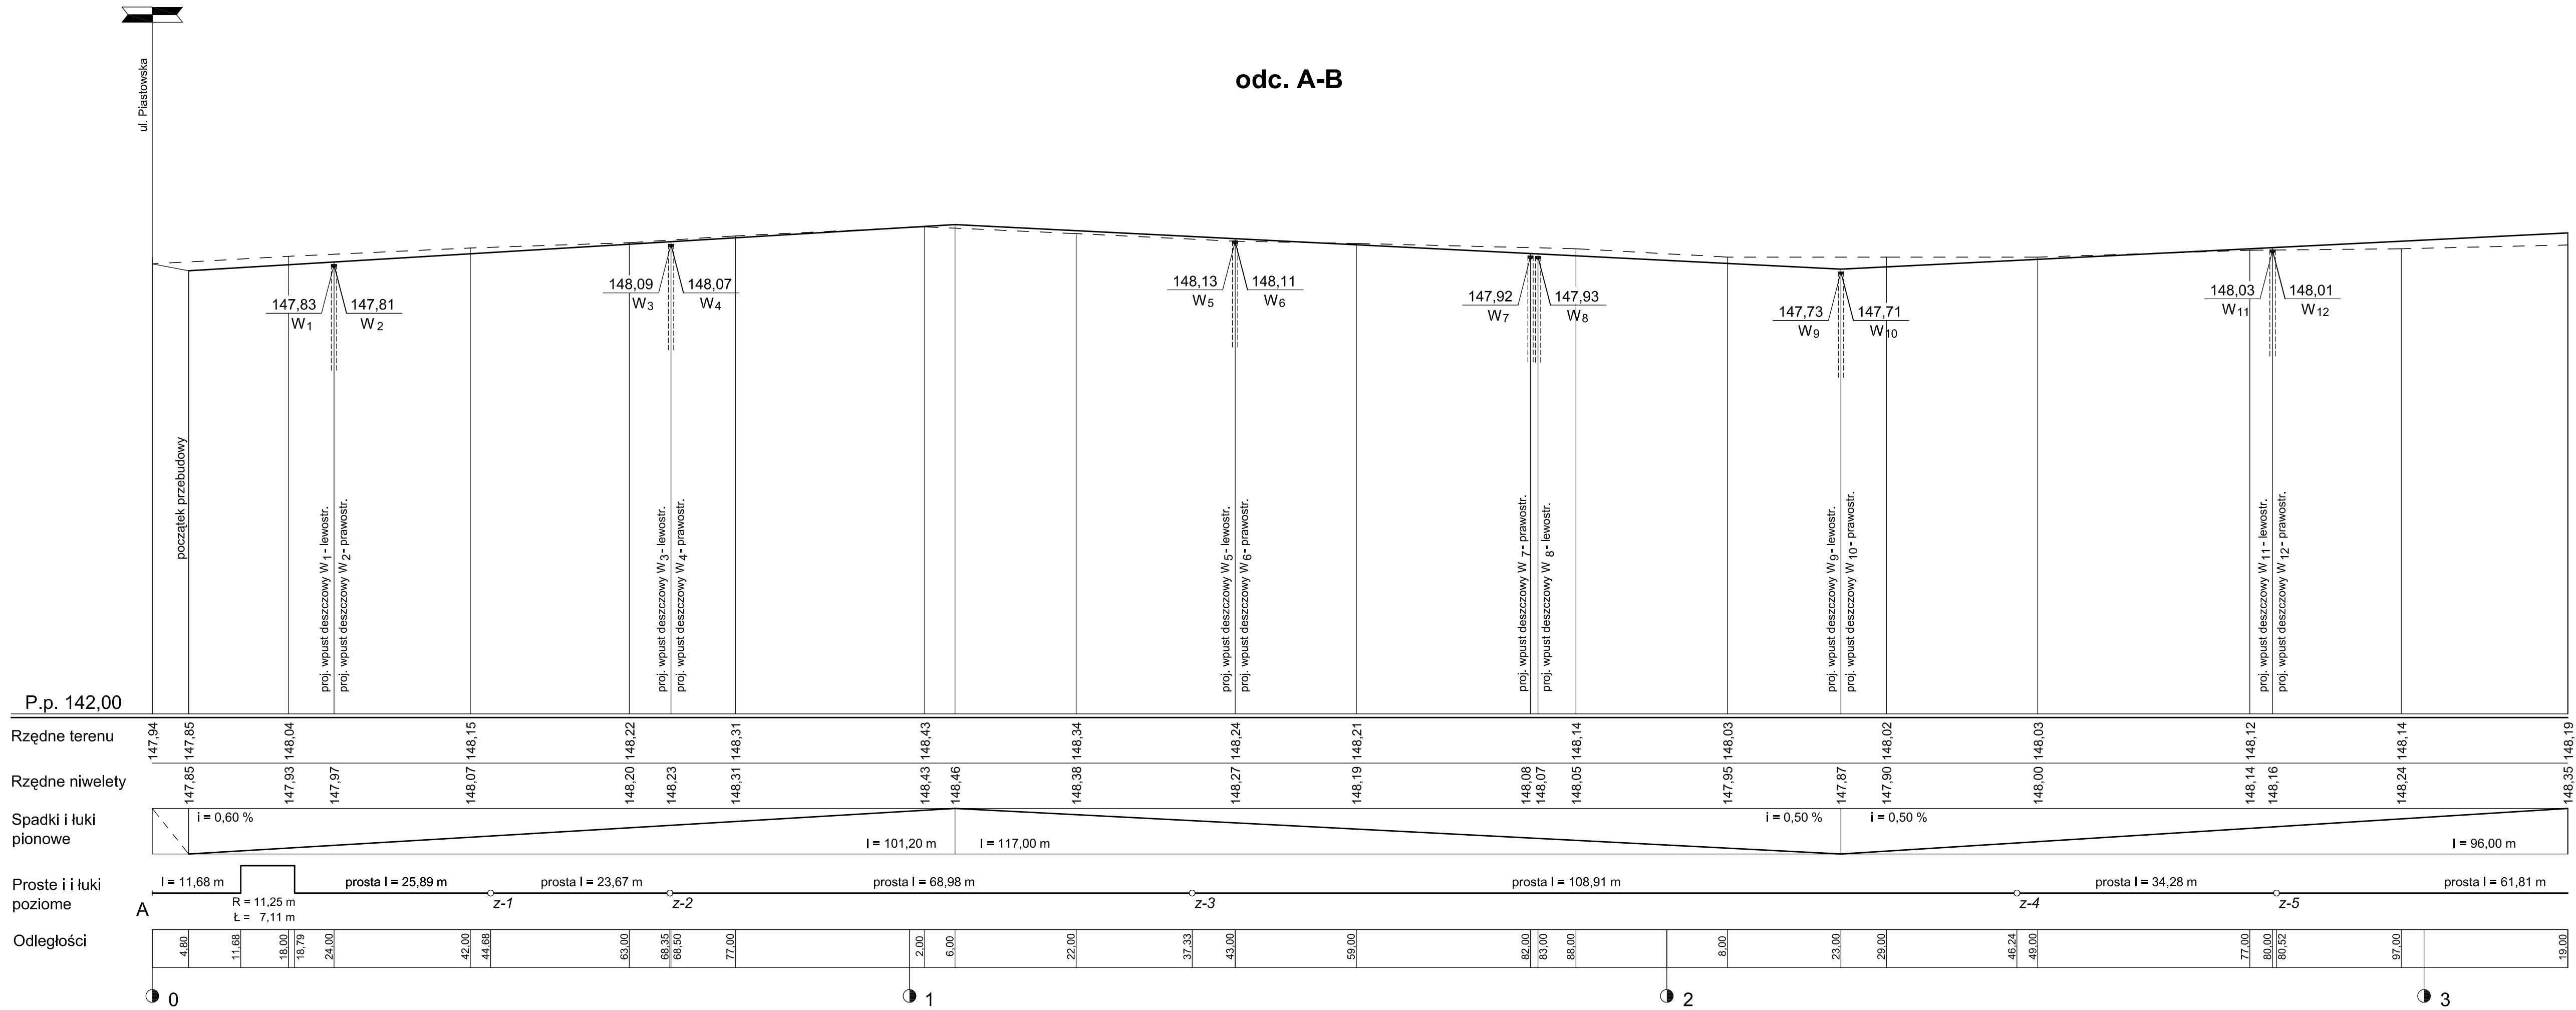 odc. A-B
ul. Piastowska
147,83 147,81
W1 W2
148,09 148,07
W3 W4
148,13 148,11
W5 W6
147,92 147,93
W7 W8
147,73 147,71
W9 W10
148,03 148,01
W11 W12
początek przebudowy
proj. wpust deszczowy W1- lewostr.
proj. wpust deszczowy W2- prawostr.
proj. wpust deszczowy W3- lewostr.
proj. wpust deszczowy W4- prawostr.
proj. wpust deszczowy W5- lewostr.
proj. wpust deszczowy W6- prawostr.
proj. wpust deszczowy W 7- prawostr.
proj. wpust deszczowy W 8- lewostr.
proj. wpust deszczowy W9- lewostr.
proj. wpust deszczowy W10- prawostr.
proj. wpust deszczowy W11- lewostr.
proj. wpust deszczowy W12- prawostr.
P.p. 142,00
Rzędne terenu
147,94 147,85 148,04 148,15 148,22 148,31 148,43 148,34 148,24 148,21 148,14 148,03 148,02 148,03 148,12 148,14 148,19
Rzędne niwelety
147,85 147,93 147,97 148,07 148,20 148,23 148,31 148,43 148,46 148,38 148,27 148,19 148,08 148,07 148,05 147,95 147,87 147,90 148,00 148,14 148,16 148,24 148,35
Spadki i łuki
pionowe
i = 0,60 % i = 0,50 % i = 0,50 %
l = 101,20 m l = 117,00 m l = 96,00 m
Proste i i łuki
poziome
l = 11,68 m prosta l = 25,89 m prosta l = 23,67 m prosta l = 68,98 m prosta l = 108,91 m prosta l = 34,28 m prosta l = 61,81 m
A
R = 11,25 m
Ł = 7,11 m
z-1 z-2 z-3 z-4 z-5
Odległości
4.80 11,68 18,00 18,79 24,00 42,00 44,68 63,00 68,35 68,50 77,00 2,00 6,00 22,00 37,33 43,00 59,00 82,00 83,00 88,00 8,00 23,00 29,00 46,24 49,00 77,00 80,00 80,52 97,00 19,00
0 1 2 3